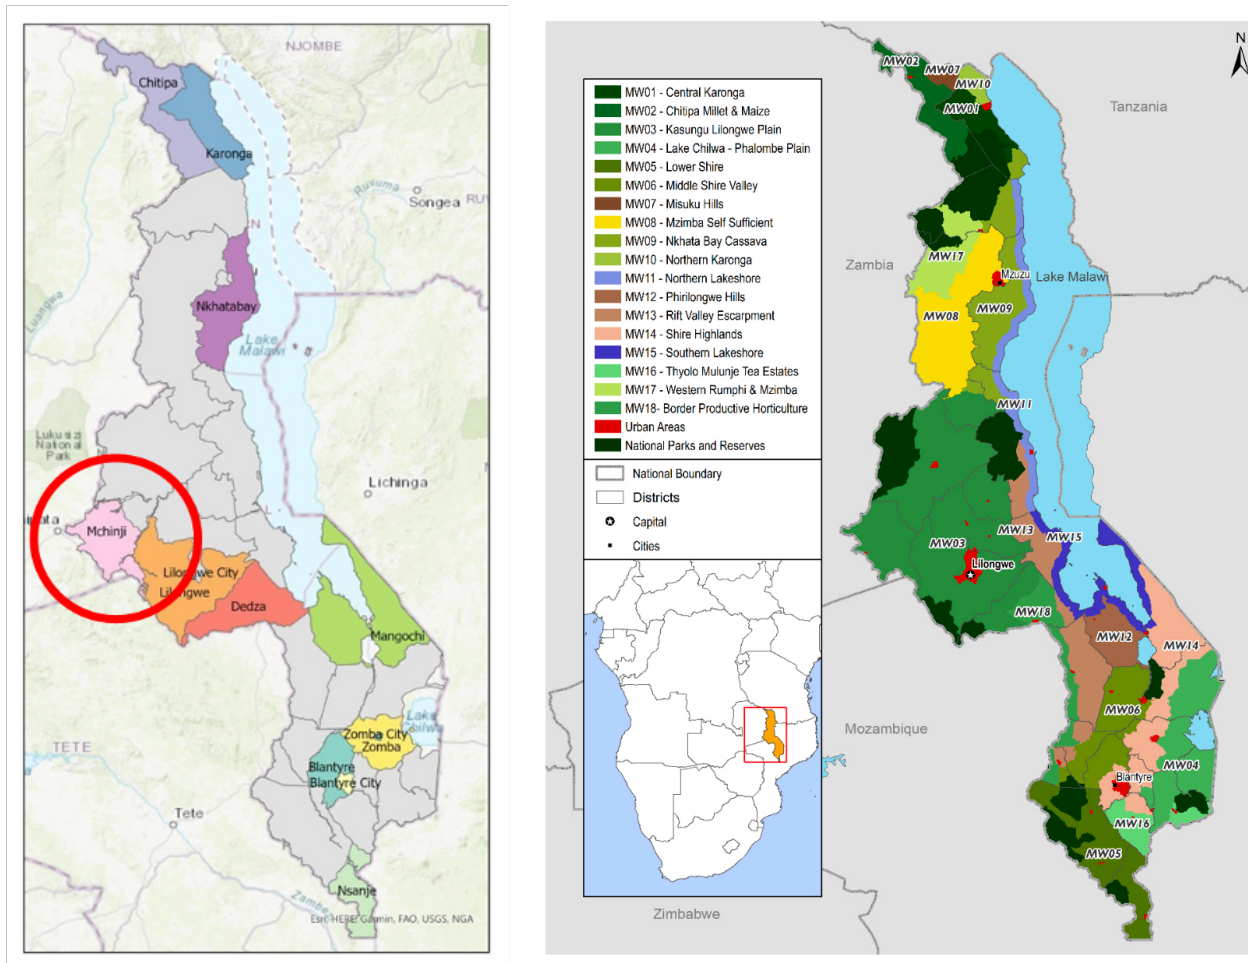 NJOMBE
Chitipa
Karonga
Ruvuma
Songea
RUV
N
Luangwa
Nkhatabay
Lake
Malawi
Lukusizi
National
Park
N
Lichinga
L
ipata
Mchinji
Lilongwe City
Lilongwe
Dedza
Mangochi
Lake
Chilwa
Zomba City
Zomba
TETE
Blantyre
Blantyre City
Tete
Nsanje
Zambe
Esri, HERE, Garmin, FAO, USGS, NGA
MW01 - Central Karonga
MW02 - Chitipa Millet & Maize
MW03 - Kasungu Lilongwe Plain
MW04 - Lake Chilwa - Phalombe Plain
MW05 - Lower Shire
MW06 - Middle Shire Valley
MW07 - Misuku Hills
MW08 - Mzimba Self Sufficient
MW09 - Nkhata Bay Cassava
MW10 - Northern Karonga
MW11 - Northern Lakeshore
MW12 - Phirilongwe Hills
MW13 - Rift Valley Escarpment
MW14 - Shire Highlands
MW15 - Southern Lakeshore
MW16 - Thyolo Mulunje Tea Estates
MW17 - Western Rumphi & Mzimba
MW18- Border Productive Horticulture
Urban Areas
National Parks and Reserves
National Boundary
Districts
Capital
Cities
N
MW02
MW07
MW10
MW01
Tanzania
Zambia
MW17
Mzuzu
Lake Malawi
MW08
MW09
MW11
MW03
MW13
MW15
Lilongwe
MW18
MW12
MW14
MW06
Mozambique
MW04
Blantyre
MW16
MW05
Zimbabwe